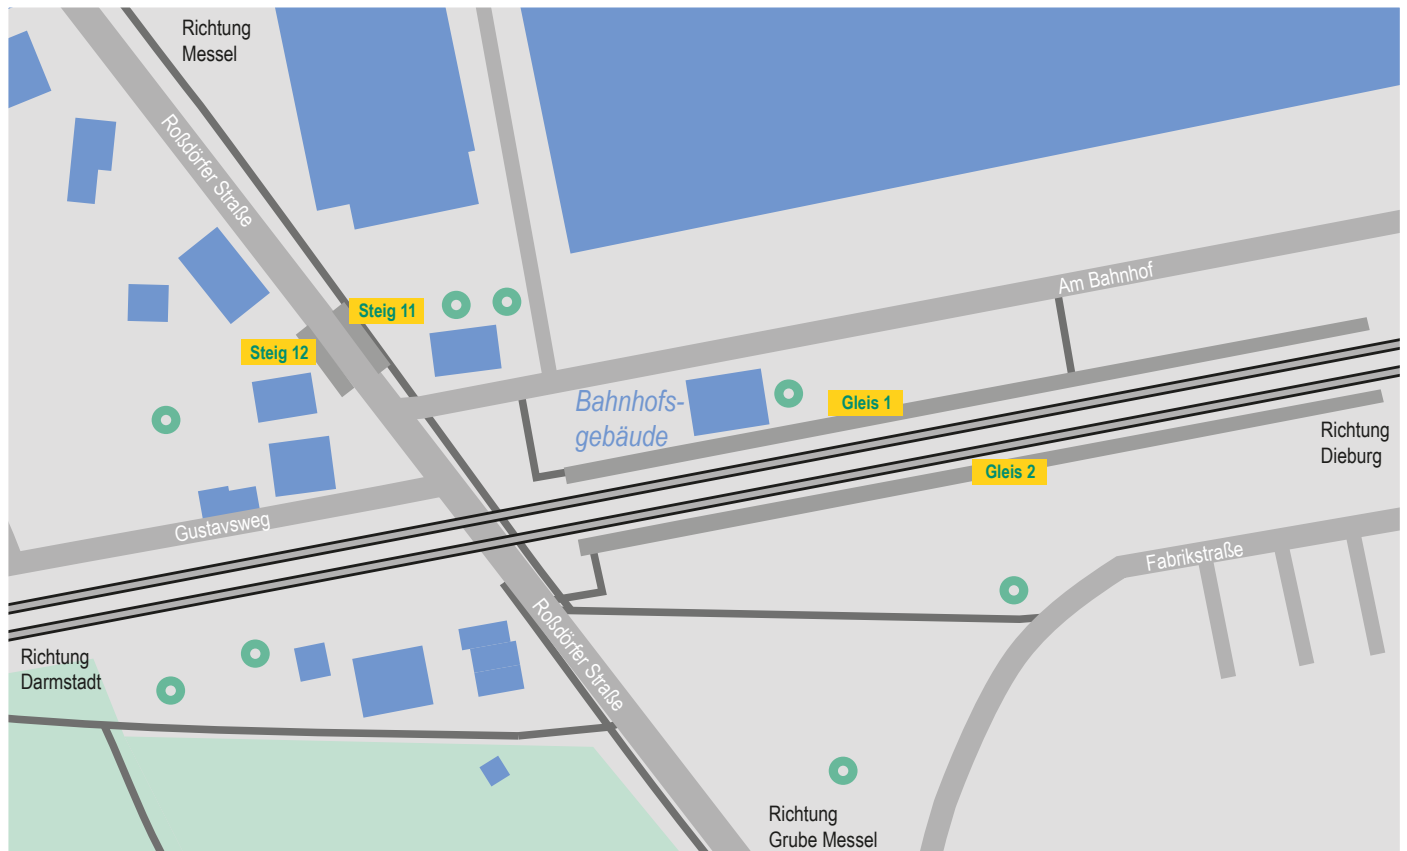 Richtung
Messel
Roßdörfer Straße
Am Bahnhof
Steig 11
Steig 12
Bahnhofs-
gebäude
Gleis 1
Richtung
Dieburg
Gleis 2
Gustavsweg
Fabrikstraße
Roßdörfer Straße
Richtung
Darmstadt
Richtung
Grube Messel